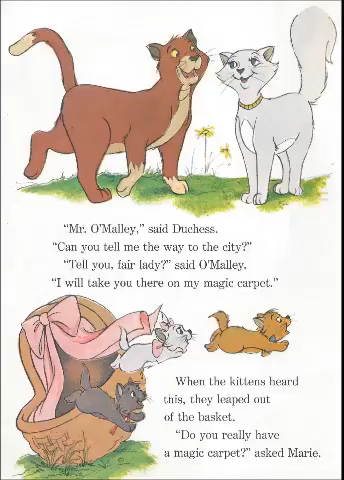 "Mr. O'Malley," said Duchess.
"Can you tell me the way to the city?"
"Tell you, fair lady?" said O'Malley,
"I will take you there on my magic carpet."
When the kittens heard
this, they leaped out
of the basket.
"Do you really have
a magic carpet?" asked Marie.